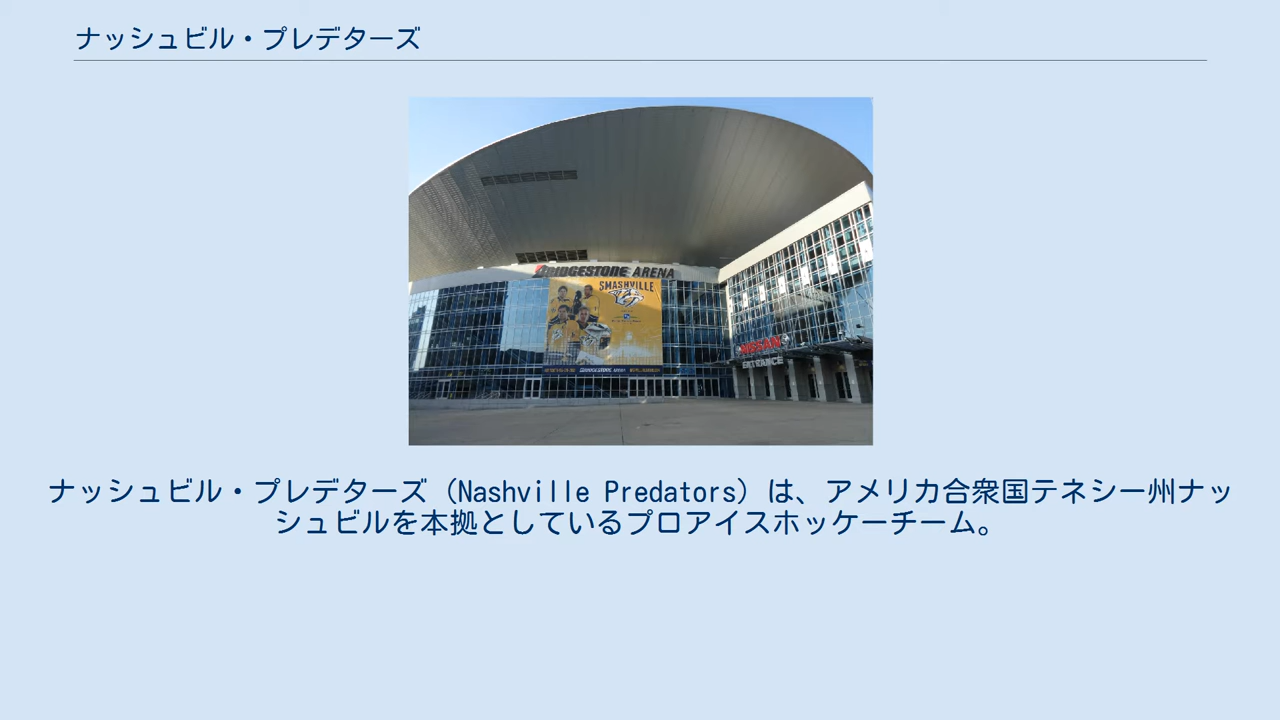 ナッシュビル・プレデターズ
BRIDGESTONE ARENA
SMASHVILLE
NISSAN
ENTRANCE
ナッシュビル・プレデターズ（Nashville Predators）は、アメリカ合衆国テネシー州ナッ
シュビルを本拠としているプロアイスホッケーチーム。